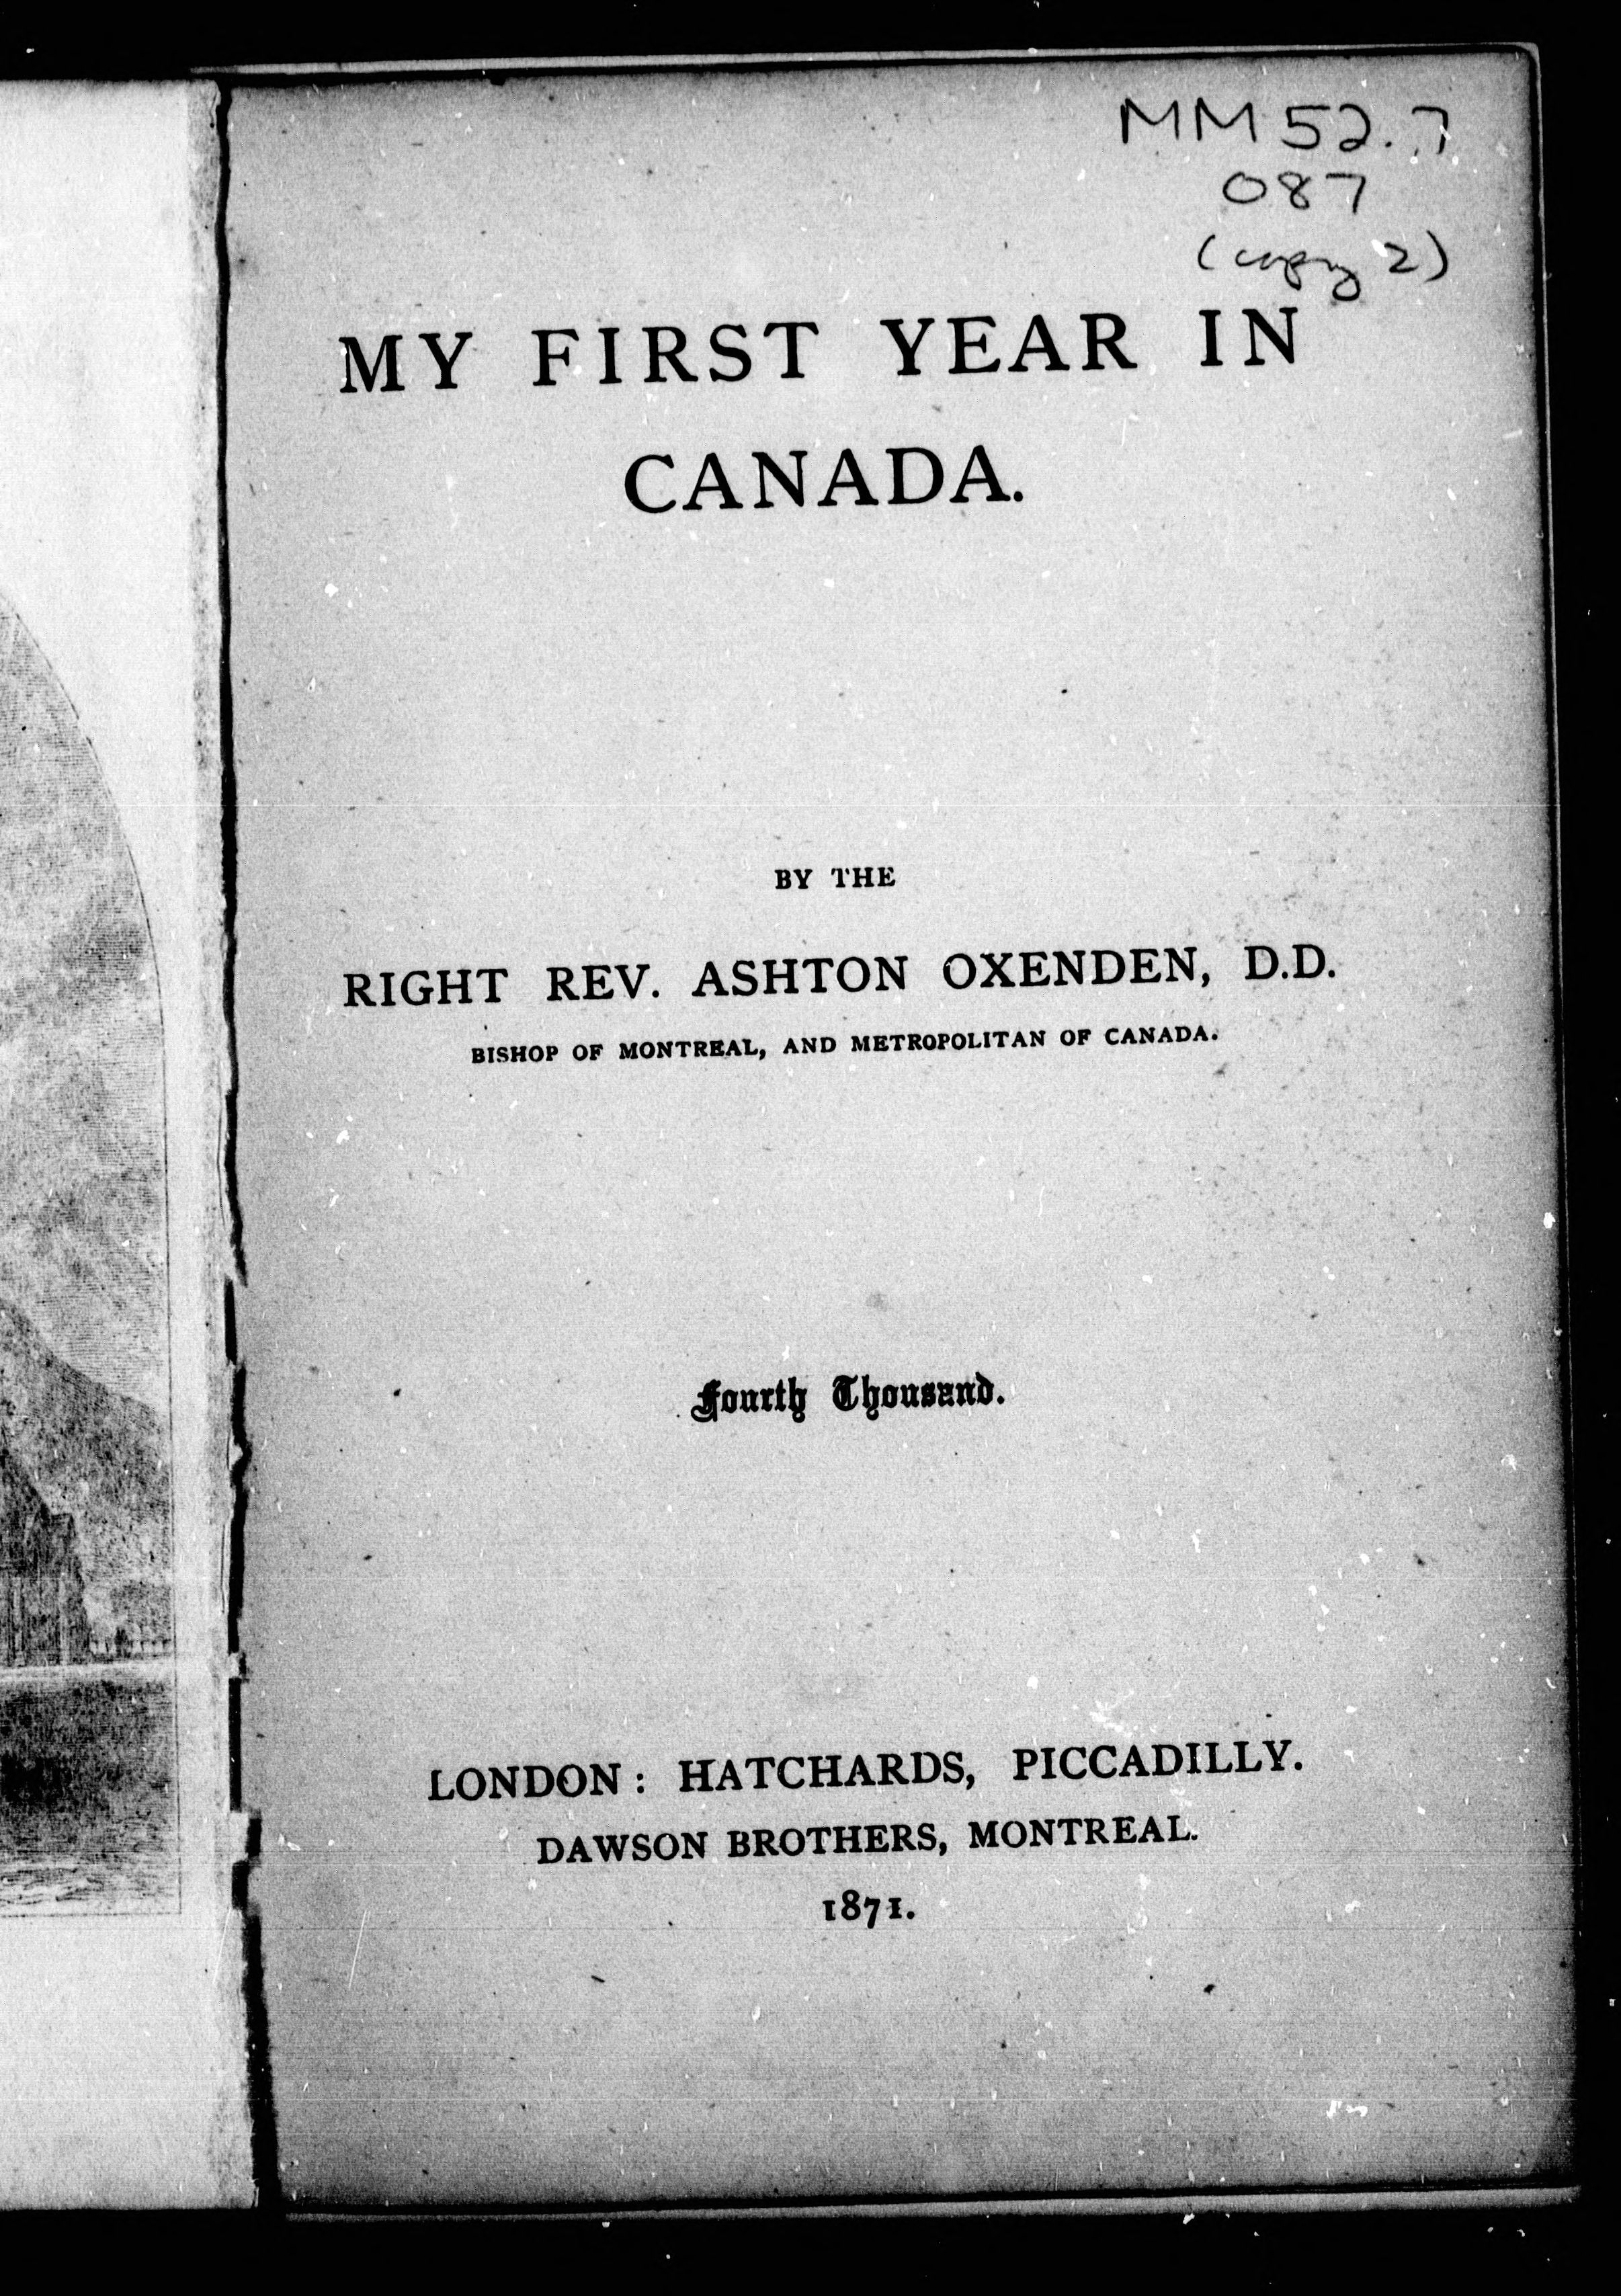 MM 52.7
087
(copy 2)
MY FIRST YEAR IN
CANADA.
BY THE
RIGHT REV. ASHTON OXENDEN, D.D.
BISHOP OF MONTREAL, AND METROPOLITAN OF CANADA.
Fourth Thousand.
LONDON: HATCHARDS, PICCADILLY.
DAWSON BROTHERS, MONTREAL.
1871.